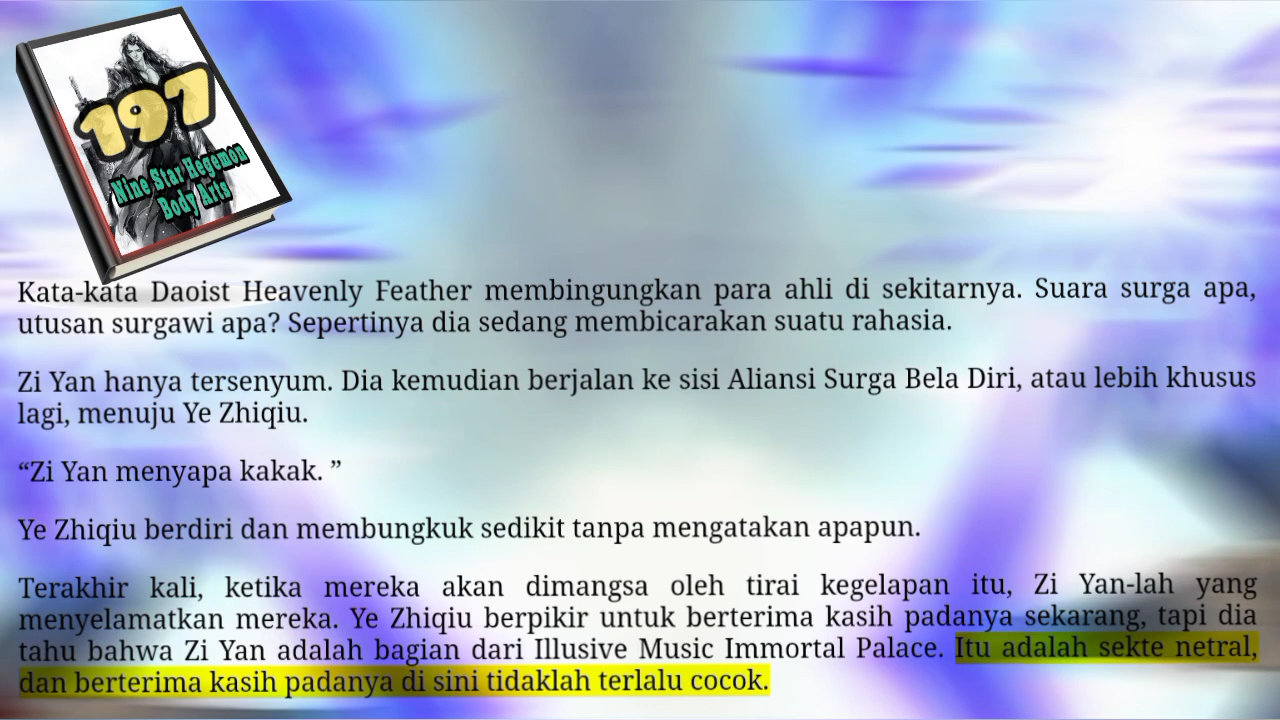 197
Nine Star Hegemon
Body Arts
Kata-kata Daoist Heavenly Feather membingungkan para ahli di sekitarnya. Suara surga apa,
utusan surgawi apa? Sepertinya dia sedang membicarakan suatu rahasia.
Zi Yan hanya tersenyum. Dia kemudian berjalan ke sisi Aliansi Surga Bela Diri, atau lebih khusus
lagi, menuju Ye Zhiqiu.
“Zi Yan menyapa kakak. ”
Ye Zhiqiu berdiri dan membungkuk sedikit tanpa mengatakan apapun.
Terakhir kali, ketika mereka akan dimangsa oleh tirai kegelapan itu, Zi Yan-lah yang
menyelamatkan mereka. Ye Zhiqiu berpikir untuk berterima kasih padanya sekarang, tapi dia
tahu bahwa Zi Yan adalah bagian dari Illusive Music Immortal Palace. Itu adalah sekte netral,
dan berterima kasih padanya di sini tidaklah terlalu cocok.